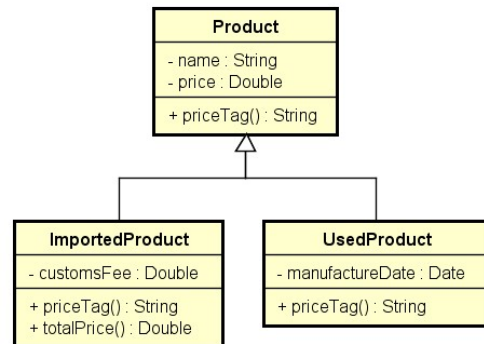 Product
- name : String
- price : Double
+ priceTag() : String
ImportedProduct
- customsFee : Double
+ priceTag() : String
+ totalPrice() : Double
UsedProduct
- manufactureDate : Date
+ priceTag() : String